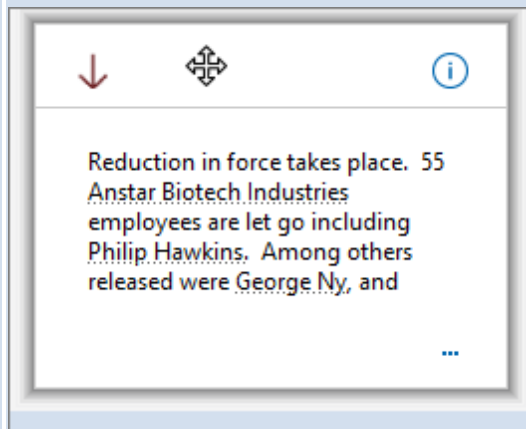 Reduction in force takes place.  55
Anstar Biotech Industries
employees are let go including
Philip Hawkins.  Among others
released were George Ny, and
...